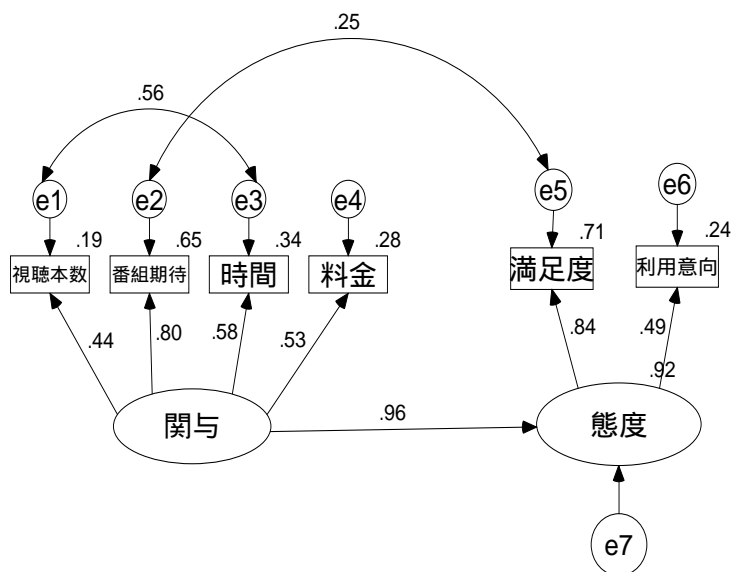 .25
.56
e1
e2
e3
e4
e5
e6
.19
.65
.34
.28
.71
.24
視聴本数
番組期待
時間
料金
満足度
利用意向
.44
.80
.58
.53
.84
.49
.92
関与
.96
態度
e7